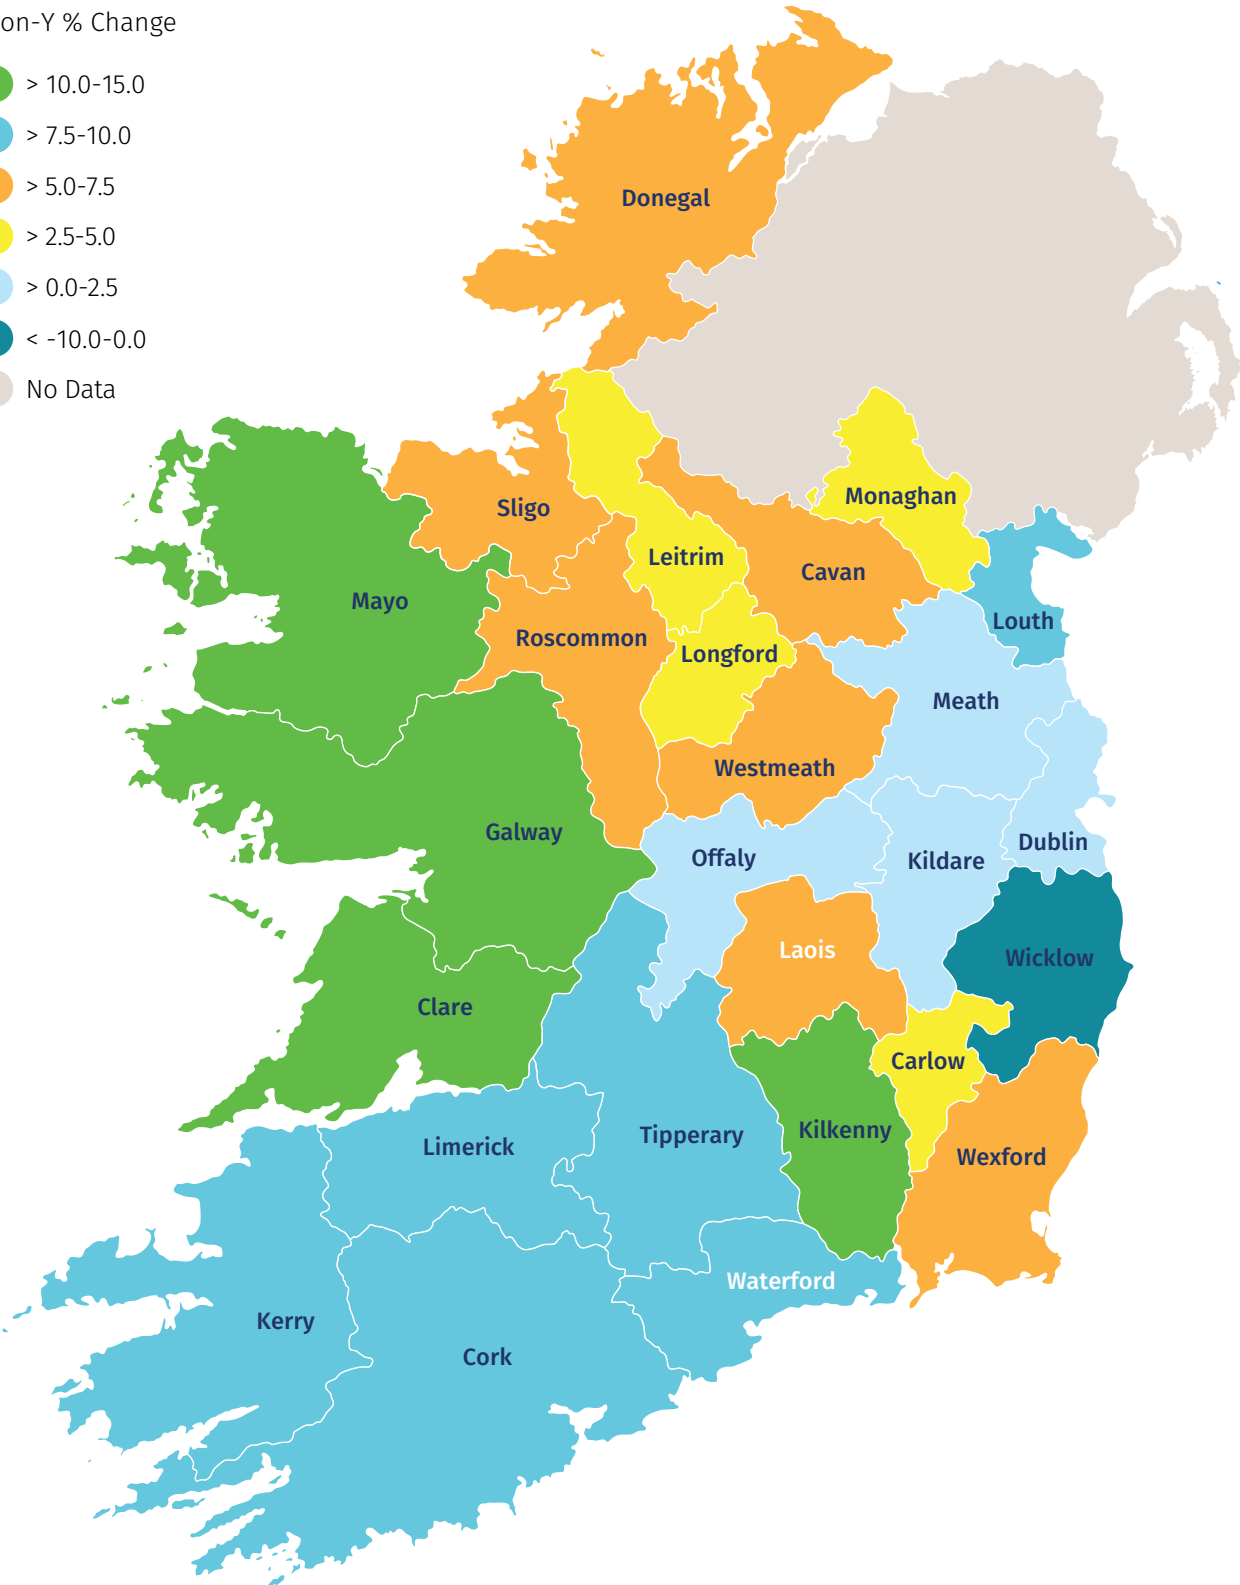 on-Y % Change
> 10.0-15.0
> 7.5-10.0
> 5.0-7.5
> 2.5-5.0
> 0.0-2.5
< -10.0-0.0
No Data
Donegal
Monaghan
Sligo
Leitrim
Cavan
Mayo
Louth
Roscommon
Longford
Meath
Westmeath
Galway
Dublin
Offaly
Kildare
Laois
Wicklow
Clare
Carlow
Kilkenny
Tipperary
Limerick
Wexford
Waterford
Kerry
Cork